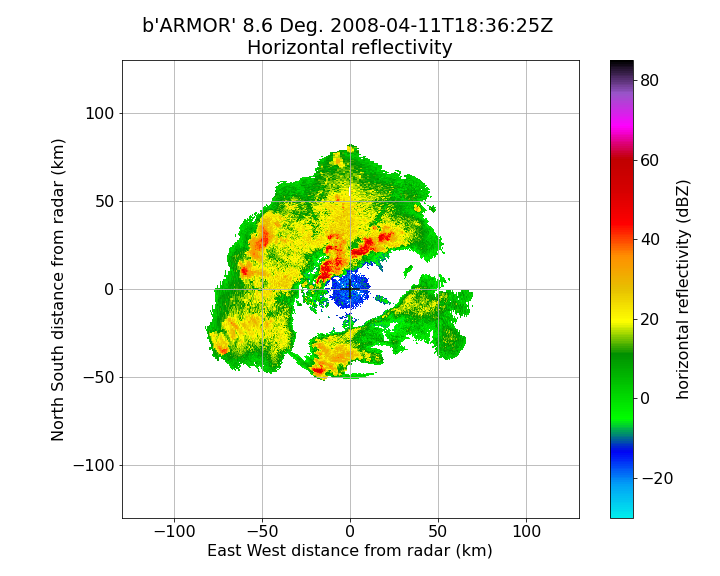 b'ARMOR' 8.6 Deg. 2008-04-11T18:36:25Z
Horizontal reflectivity
North South distance from radar (km)
100
50
0
−50
−100
−100 −50 0 50 100
East West distance from radar (km)
80
60
40
20
0
−20
horizontal reflectivity (dBZ)